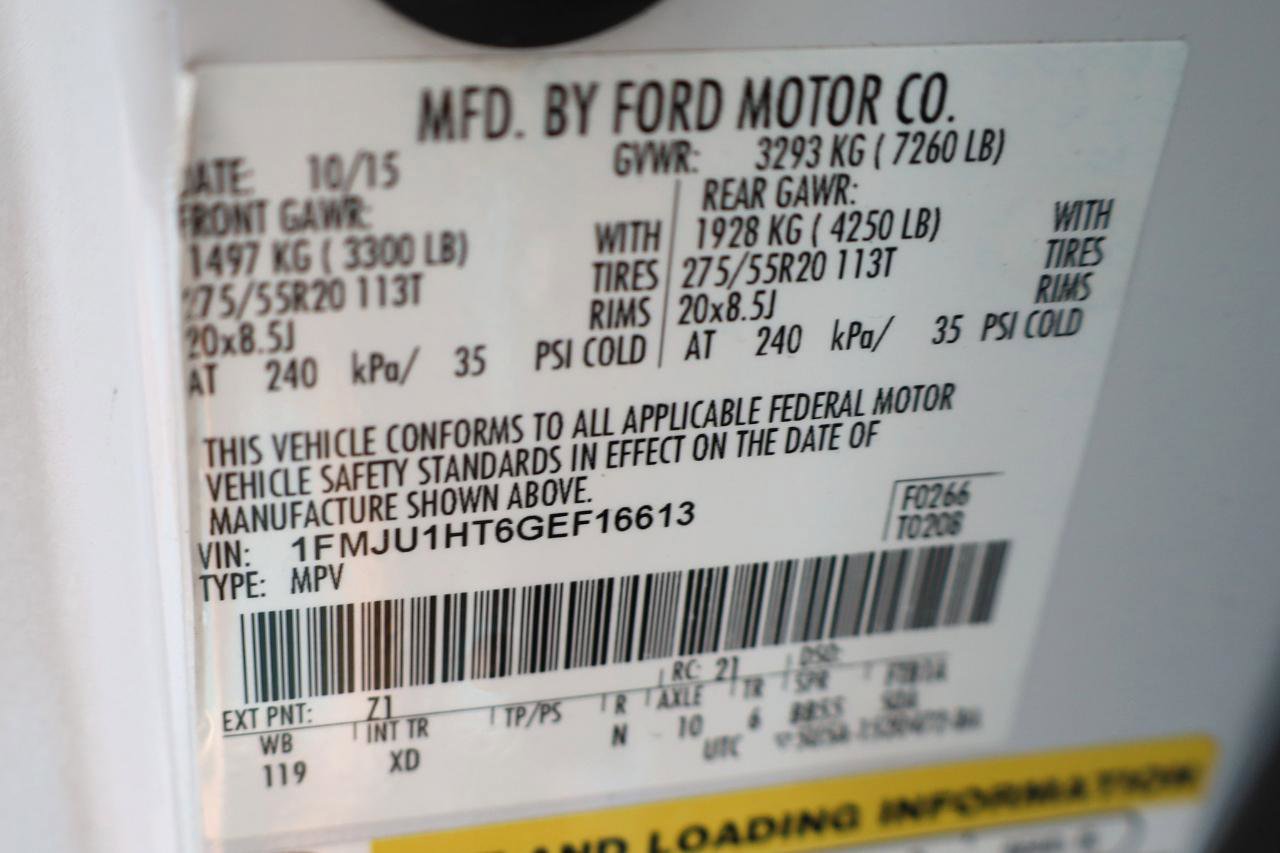 MFD. BY FORD MOTOR CO.
DATE: 10/15 GVWR: 3293 KG ( 7260 LB)
FRONT GAWR: REAR GAWR:
1497 KG ( 3300 LB) WITH 1928 KG ( 4250 LB) WITH
275/55R20 113T TIRES 275/55R20 113T TIRES
20x8.5J RIMS 20x8.5J RIMS
AT 240 kPa/ 35 PSI COLD AT 240 kPa/ 35 PSI COLD
THIS VEHICLE CONFORMS TO ALL APPLICABLE FEDERAL MOTOR
VEHICLE SAFETY STANDARDS IN EFFECT ON THE DATE OF
MANUFACTURE SHOWN ABOVE.
F0266
VIN: 1FMJU1HT6GEF16613 T0208
TYPE: MPV
EXT PNT: Z1 RC: 21 DSO:
WB INT TR TP/PS R AXLE TR SPR
119 XD N 10 6
UTC
AND LOADING INFORMATION